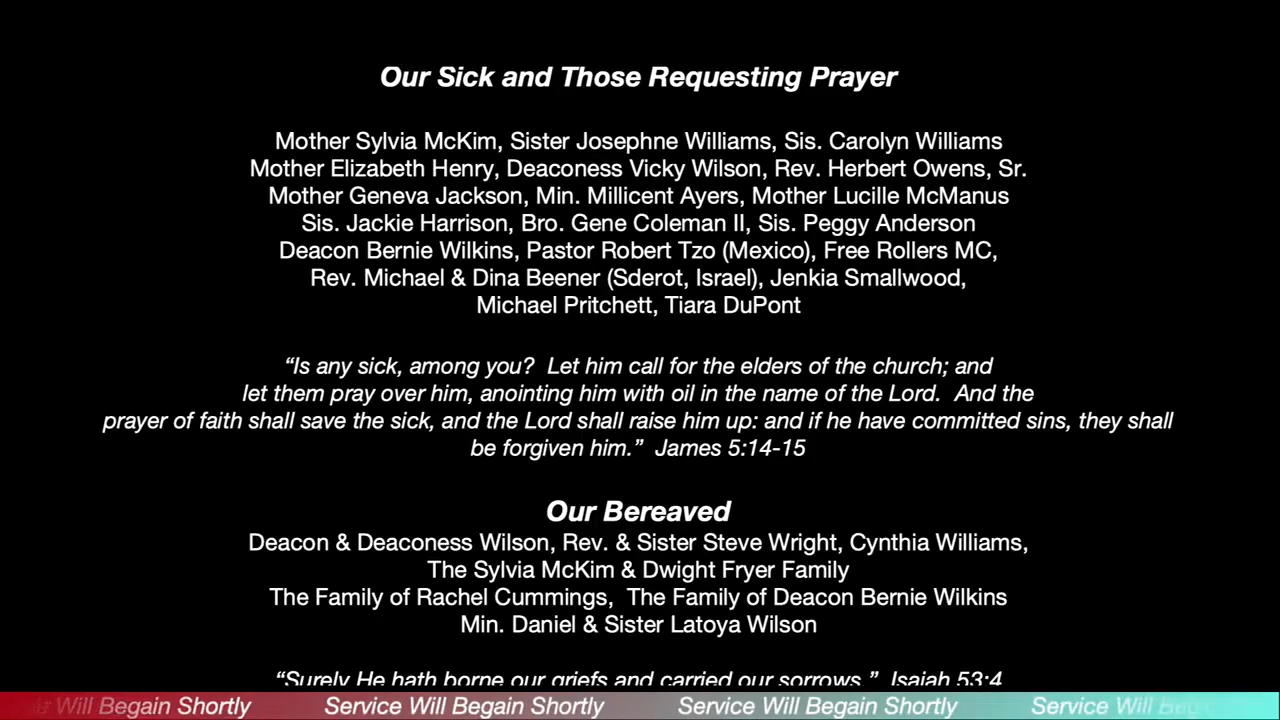 Our Sick and Those Requesting Prayer
Mother Sylvia McKim, Sister Josephne Williams, Sis. Carolyn Williams
Mother Elizabeth Henry, Deaconess Vicky Wilson, Rev. Herbert Owens, Sr.
Mother Geneva Jackson, Min. Millicent Ayers, Mother Lucille McManus
Sis. Jackie Harrison, Bro. Gene Coleman II, Sis. Peggy Anderson
Deacon Bernie Wilkins, Pastor Robert Tzo (Mexico), Free Rollers MC,
Rev. Michael & Dina Beener (Sderot, Israel), Jenkia Smallwood,
Michael Pritchett, Tiara DuPont
“Is any sick, among you?  Let him call for the elders of the church; and
let them pray over him, anointing him with oil in the name of the Lord.  And the
prayer of faith shall save the sick, and the Lord shall raise him up: and if he have committed sins, they shall
be forgiven him.”  James 5:14-15
Our Bereaved
Deacon & Deaconess Wilson, Rev. & Sister Steve Wright, Cynthia Williams,
The Sylvia McKim & Dwight Fryer Family
The Family of Rachel Cummings,  The Family of Deacon Bernie Wilkins
Min. Daniel & Sister Latoya Wilson
“Surely He hath borne our griefs and carried our sorrows.”  Isaiah 53:4
Will Begain Shortly Service Will Begain Shortly Service Will Begain Shortly Service Will